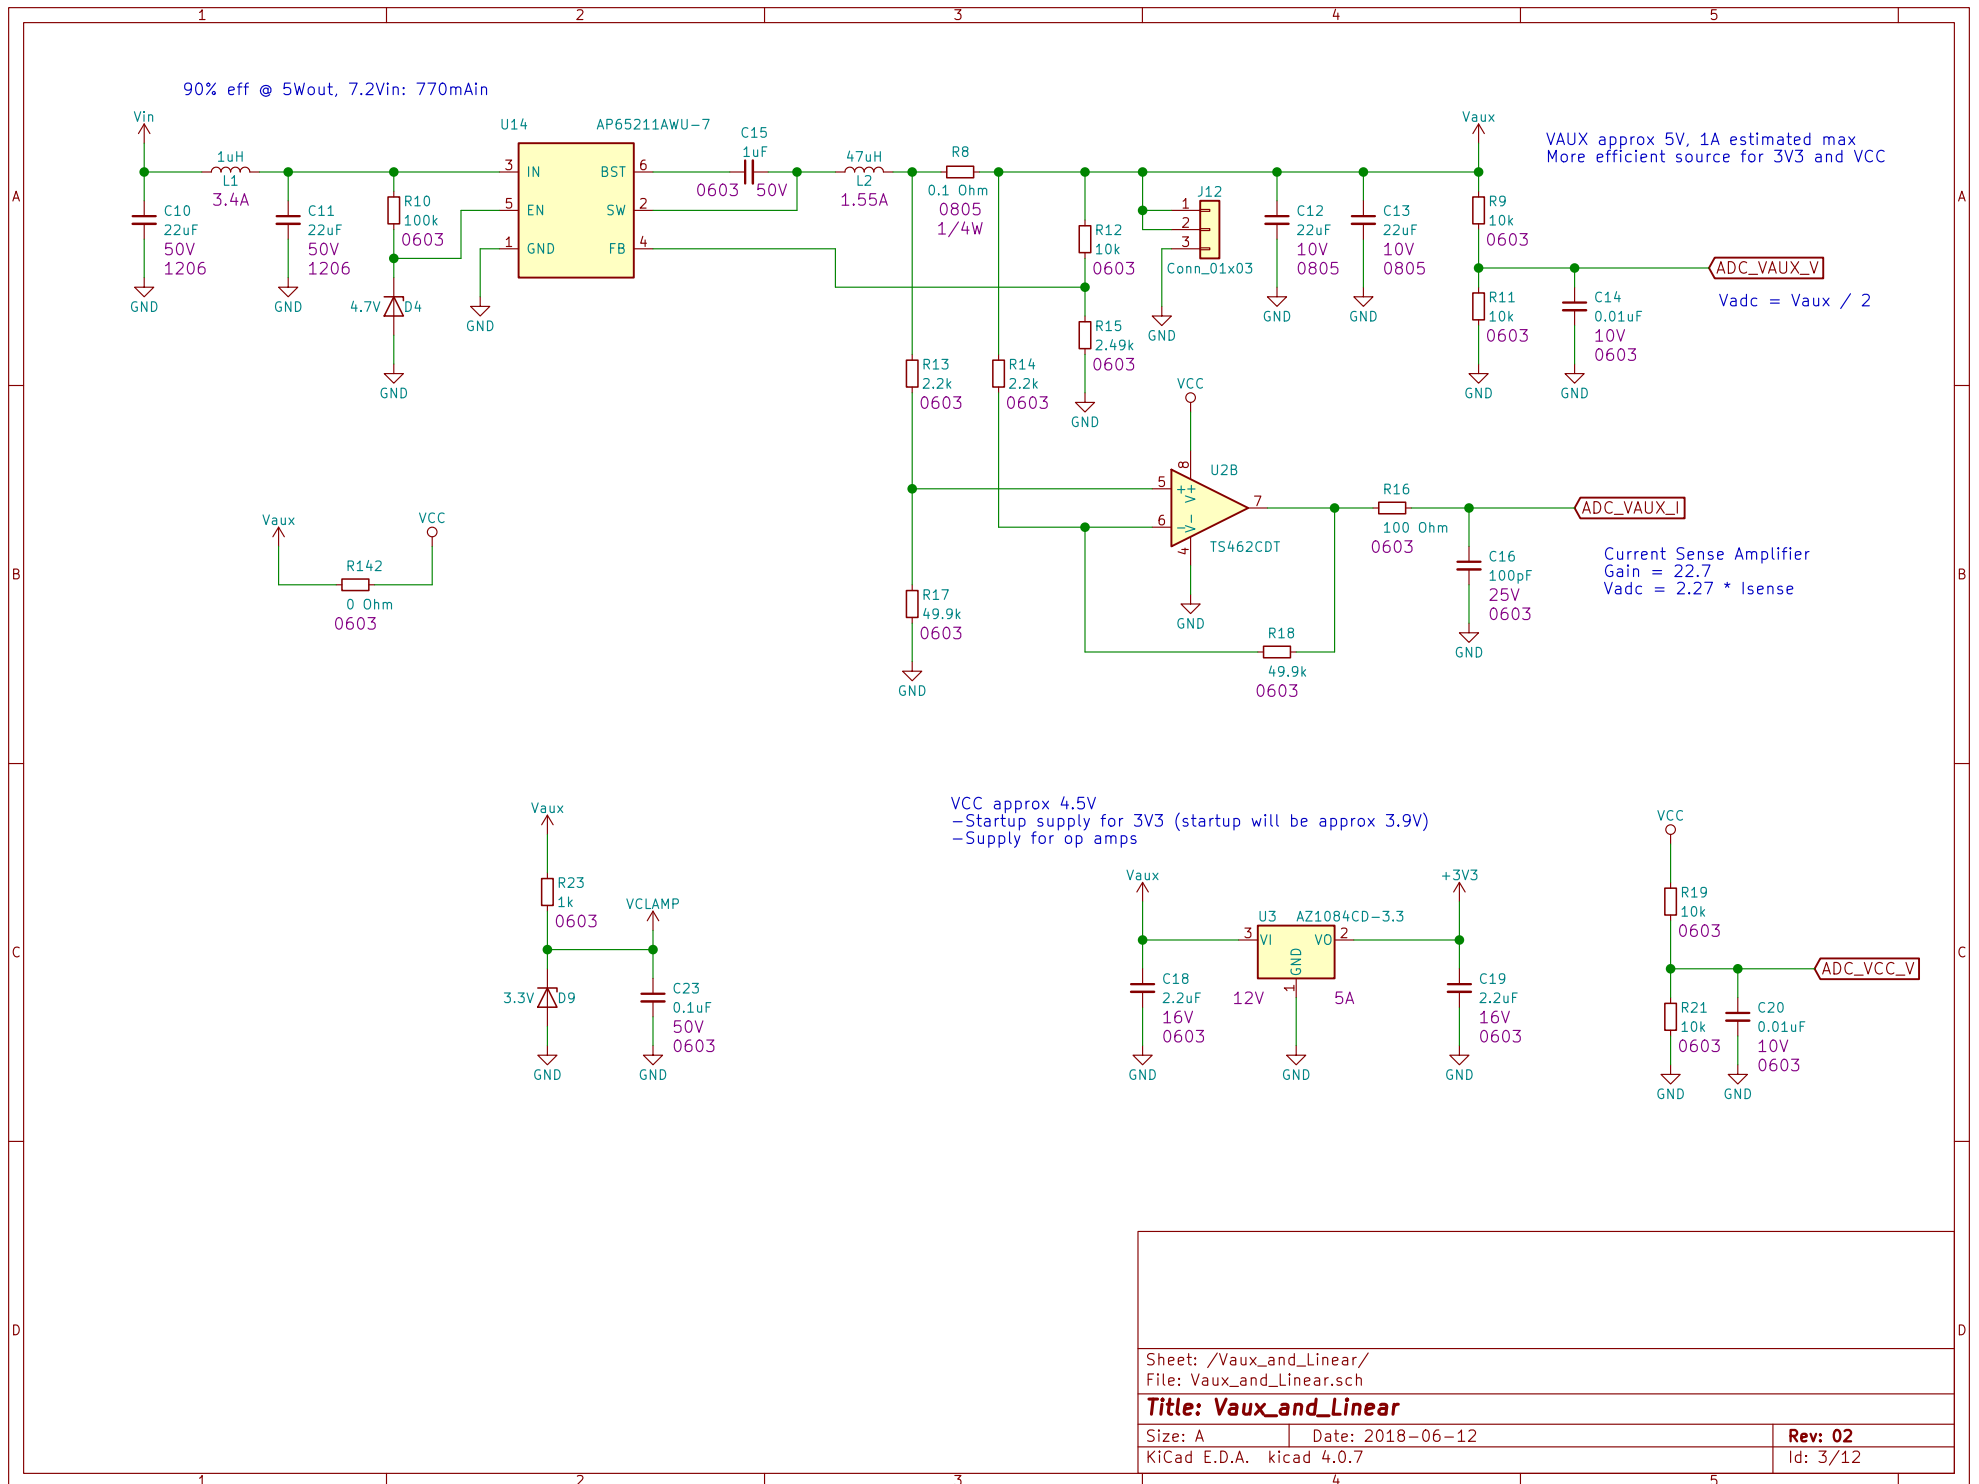 1 2 3 4 5
A
B
C
D
A
B
C
D
90% eff @ 5Wout, 7.2Vin: 770mAin
Vin
1uH
L1
3.4A
C10
22uF
50V
1206
GND
C11
22uF
50V
1206
GND
R10
100k
0603
4.7V D4
GND
U14 AP65211AWU-7
3 IN
5 EN
1 GND
BST 6
SW 2
FB 4
GND
C15
1uF
0603 50V
47uH
L2
1.55A
R8
0.1 Ohm
0805
1/4W
R12
10k
0603
R15
2.49k
0603
GND
J12
1
2
3
Conn_01x03
GND
C12
22uF
10V
0805
GND
C13
22uF
10V
0805
GND
Vaux
R9
10k
0603
R11
10k
0603
GND
C14
0.01uF
10V
0603
GND
VAUX approx 5V, 1A estimated max
More efficient source for 3V3 and VCC
ADC_VAUX_V
Vadc = Vaux / 2
R13
2.2k
0603
R14
2.2k
0603
VCC
8
U2B
5 +
6 −
V+
V-
7
4
TS462CDT
GND
R16
100 Ohm
0603
ADC_VAUX_I
C16
100pF
25V
0603
GND
Current Sense Amplifier
Gain = 22.7
Vadc = 2.27 * Isense
R17
49.9k
0603
GND
R18
49.9k
0603
Vaux
VCC
R142
0 Ohm
0603
Vaux
R23
1k
0603
VCLAMP
3.3V D9
GND
C23
0.1uF
50V
0603
GND
VCC approx 4.5V
-Startup supply for 3V3 (startup will be approx 3.9V)
-Supply for op amps
Vaux
U3 AZ1084CD-3.3
3 VI
VO 2
GND
1
12V 5A
GND
C18
2.2uF
16V
0603
GND
+3V3
C19
2.2uF
16V
0603
GND
VCC
R19
10k
0603
R21
10k
0603
GND
C20
0.01uF
10V
0603
GND
ADC_VCC_V
Sheet: /Vaux_and_Linear/
File: Vaux_and_Linear.sch
Title: Vaux_and_Linear
Size: A Date: 2018-06-12 Rev: 02
KiCad E.D.A. kicad 4.0.7 Id: 3/12
1 2 3 4 5